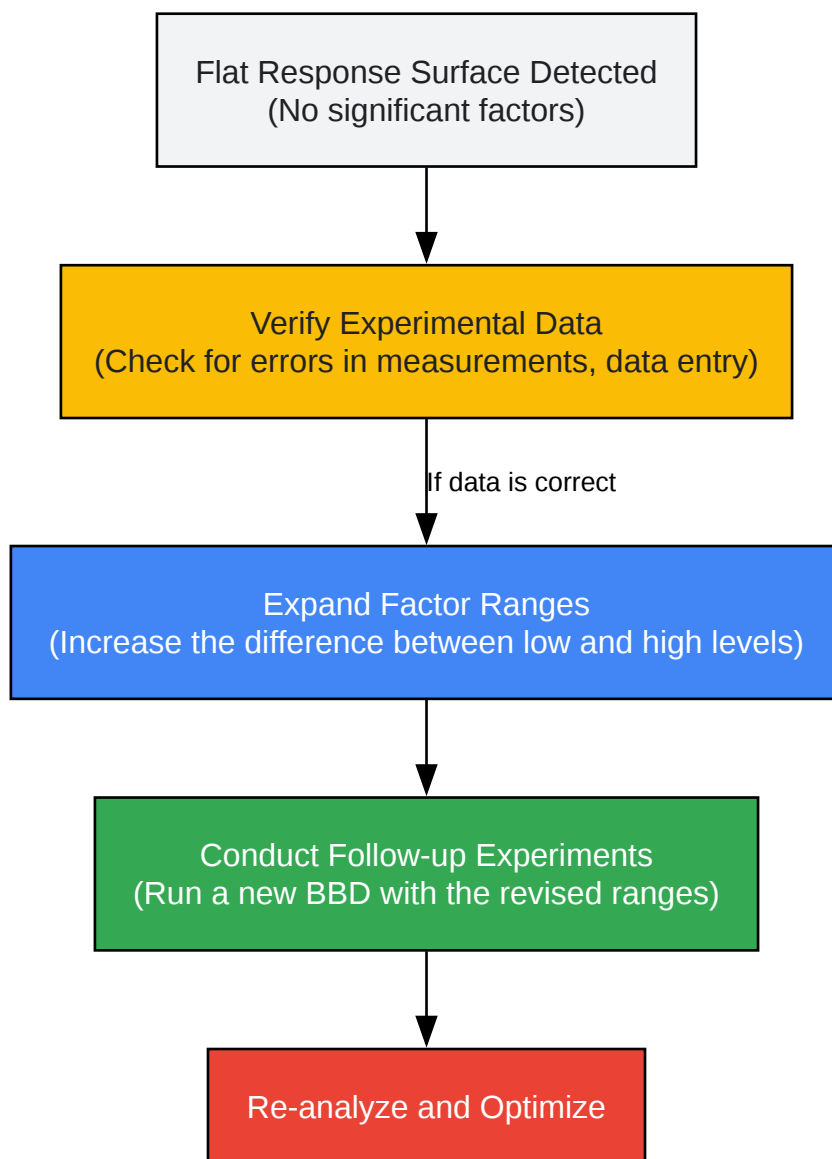 Flat Response Surface Detected
(No significant factors)
Verify Experimental Data
(Check for errors in measurements, data entry)
If data is correct
Expand Factor Ranges
(Increase the difference between low and high levels)
Conduct Follow-up Experiments
(Run a new BBD with the revised ranges)
Re-analyze and Optimize